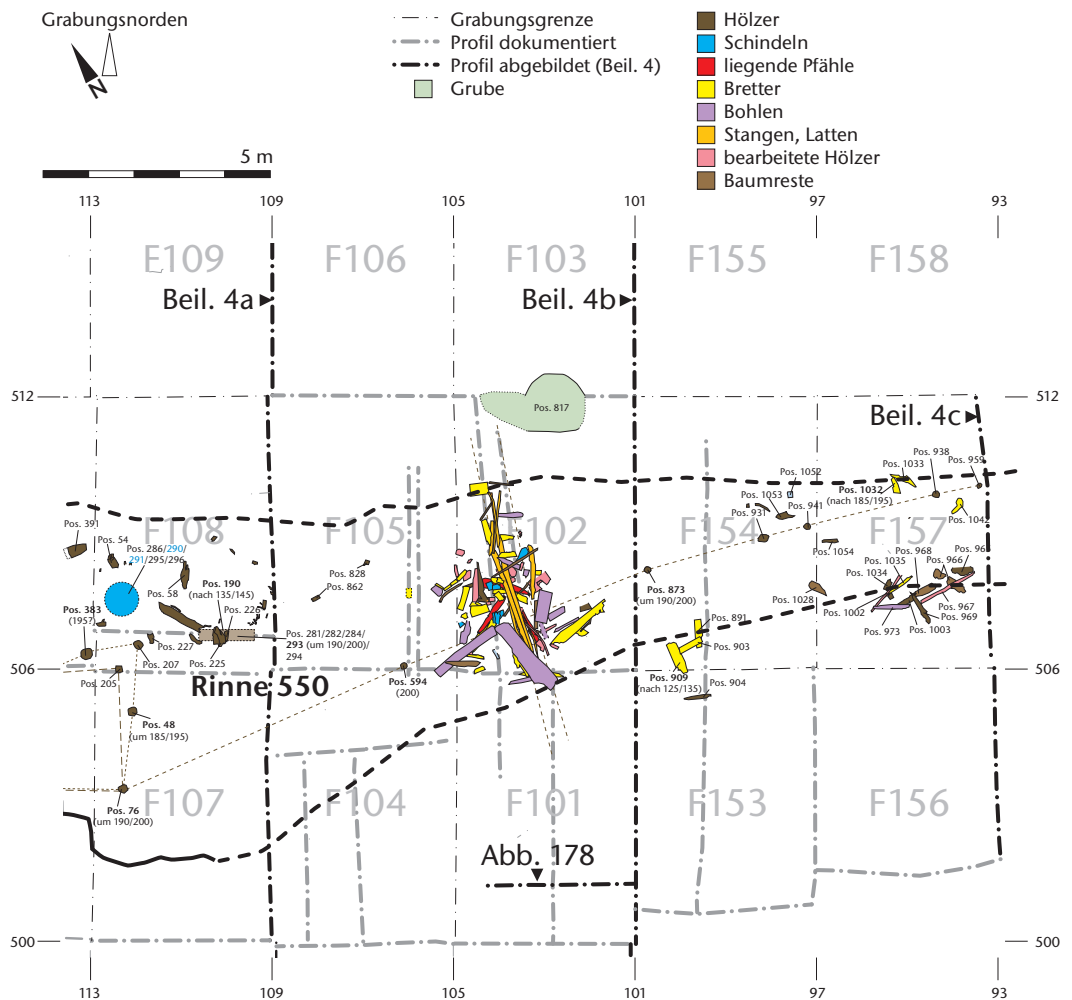 Grabungsnorden
N
5 m
Grabungsgrenze
Profil dokumentiert
Profil abgebildet (Beil. 4)
Grube
Hölzer
Schindeln
liegende Pfähle
Bretter
Bohlen
Stangen, Latten
bearbeitete Hölzer
Baumreste
113
109
105
101
97
93
E109
F106
F103
F155
F158
Beil. 4a
Beil. 4b
Beil. 4c
512
512
Pos. 817
Pos. 391
Pos. 54
F108
Pos. 286/290/
291/295/296
Pos. 58
Pos. 190
(nach 135/145)
Pos. 226
Pos. 383
(195?)
Pos. 281/282/284/
293 (um 190/200)/
294
Pos. 227
Pos. 207
Pos. 225
Pos. 205
Rinne 550
Pos. 48
(um 185/195)
Pos. 76
(um 190/200)
F107
F105
Pos. 828
Pos. 862
Pos. 594
(200)
F102
F154
Pos. 1052
Pos. 1053
Pos. 941
Pos. 931
Pos. 1054
Pos. 873
(um 190/200)
Pos. 891
Pos. 903
Pos. 909
(nach 125/135)
Pos. 904
Pos. 1028
F157
Pos. 1032
(nach 185/195)
Pos. 1033
Pos. 938
Pos. 959
Pos. 1042
Pos. 968
Pos. 1035
Pos. 966
Pos. 1034
Pos. 1002
Pos. 967
Pos. 969
Pos. 973
Pos. 1003
506
506
F104
F101
F153
F156
Abb. 178
500
500
113
109
105
101
97
93